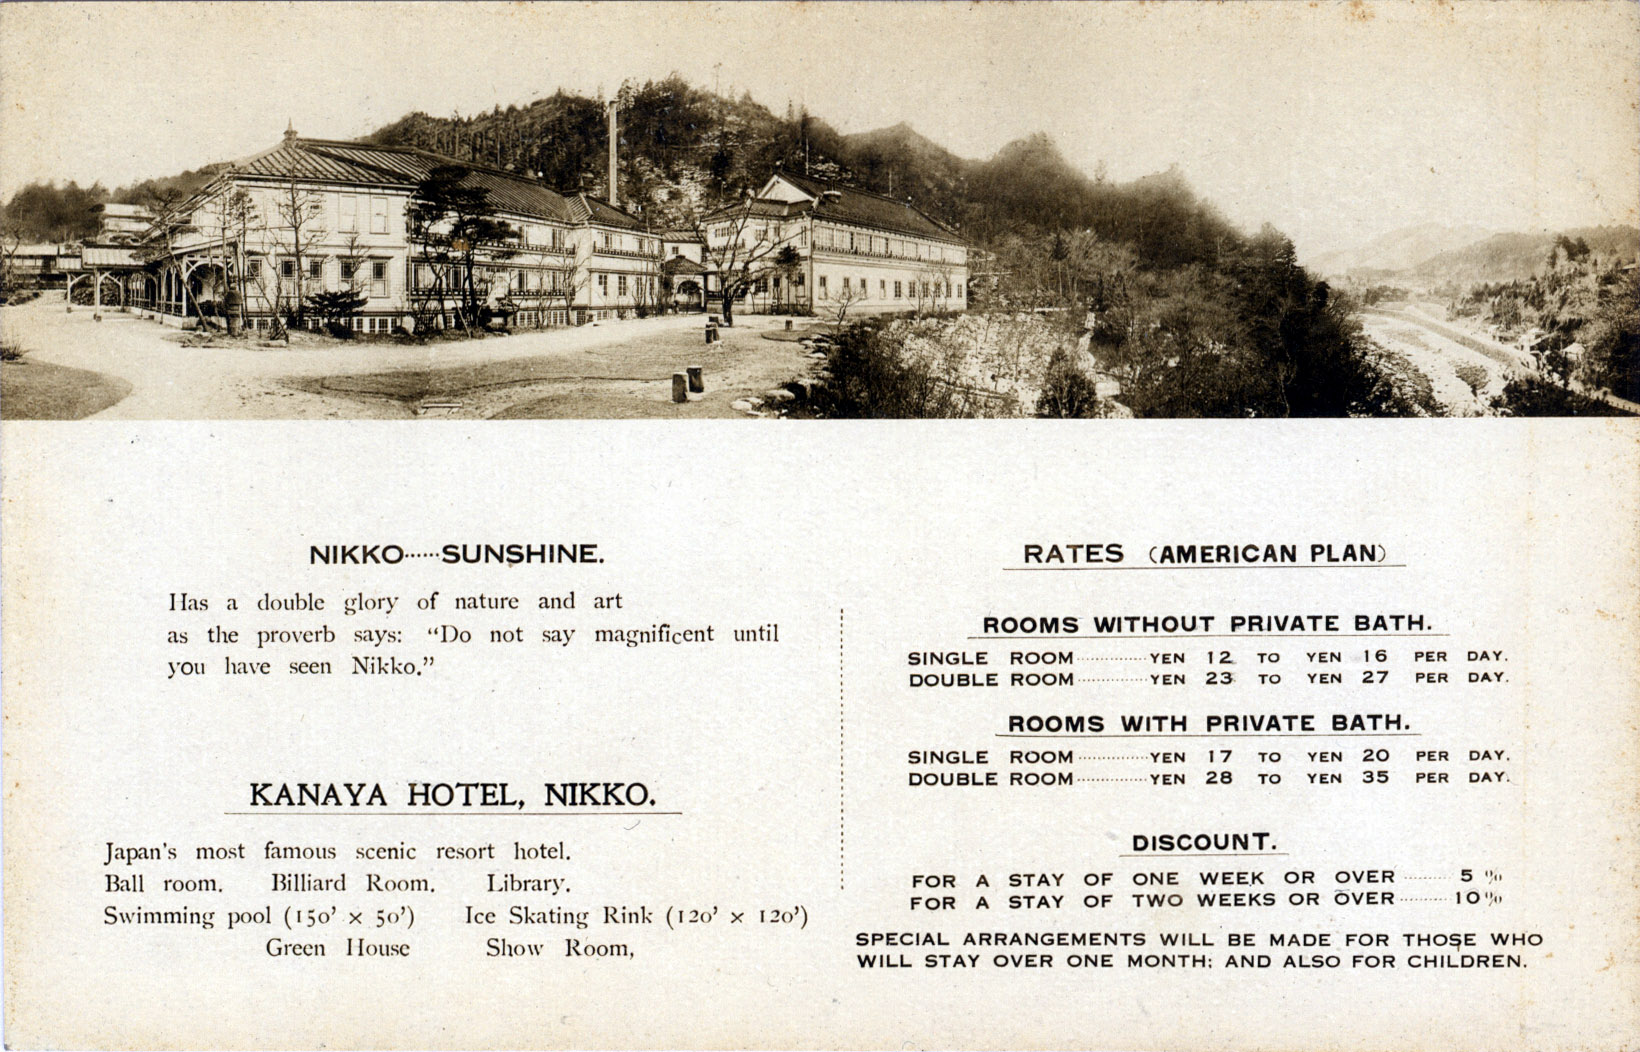 NIKKO......SUNSHINE.
Has a double glory of nature and art
as the proverb says: “Do not say magnificent until
you have seen Nikko.”
KANAYA HOTEL, NIKKO.
Japan's most famous scenic resort hotel.
Ball room. Billiard Room. Library.
Swimming pool (150’ × 50’) Ice Skating Rink (120’ × 120’)
Green House Show Room,
RATES (AMERICAN PLAN)
ROOMS WITHOUT PRIVATE BATH.
SINGLE ROOM..............YEN 12 TO YEN 16 PER DAY.
DOUBLE ROOM..............YEN 23 TO YEN 27 PER DAY.
ROOMS WITH PRIVATE BATH.
SINGLE ROOM..............YEN 17 TO YEN 20 PER DAY.
DOUBLE ROOM..............YEN 28 TO YEN 35 PER DAY.
DISCOUNT.
FOR A STAY OF ONE WEEK OR OVER ......... 5 %
FOR A STAY OF TWO WEEKS OR OVER ......... 10 %
SPECIAL ARRANGEMENTS WILL BE MADE FOR THOSE WHO
WILL STAY OVER ONE MONTH; AND ALSO FOR CHILDREN.